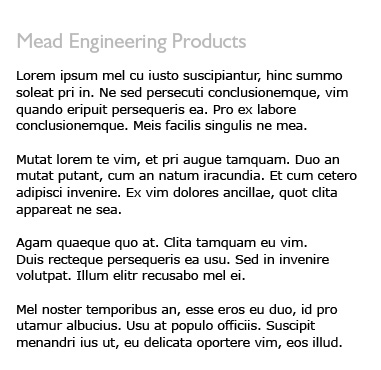 Mead Engineering Products
Lorem ipsum mel cu iusto suscipiantur, hinc summo
soleat pri in. Ne sed persecuti conclusionemque, vim
quando eripuit persequeris ea. Pro ex labore
conclusionemque. Meis facilis singulis ne mea.
Mutat lorem te vim, et pri augue tamquam. Duo an
mutat putant, cum an natum iracundia. Et cum cetero
adipisci invenire. Ex vim dolores ancillae, quot clita
appareat ne sea.
Agam quaeque quo at. Clita tamquam eu vim.
Duis recteque persequeris ea usu. Sed in invenire
volutpat. Illum elitr recusabo mel ei.
Mel noster temporibus an, esse eros eu duo, id pro
utamur albucius. Usu at populo officiis. Suscipit
menandri ius ut, eu delicata oportere vim, eos illud.